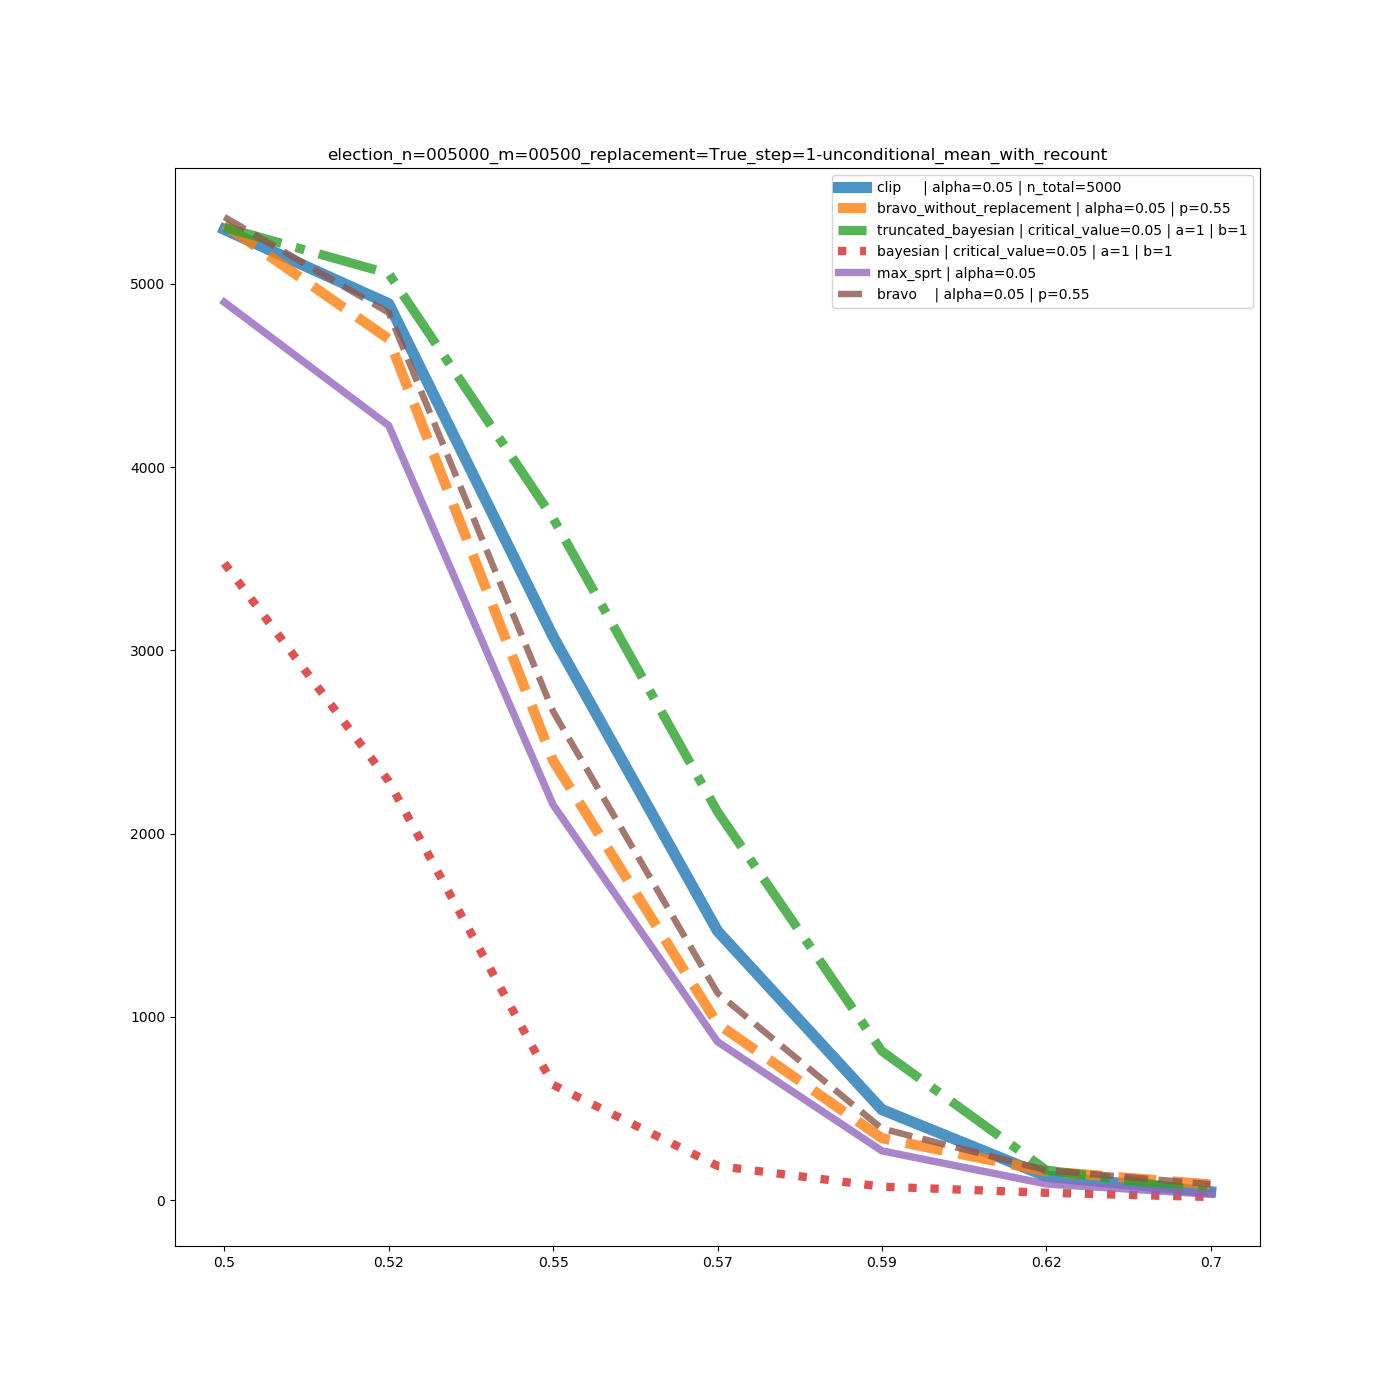 election_n=005000_m=00500_replacement=True_step=1-unconditional_mean_with_recount
clip     | alpha=0.05 | n_total=5000
bravo_without_replacement | alpha=0.05 | p=0.55
truncated_bayesian | critical_value=0.05 | a=1 | b=1
bayesian | critical_value=0.05 | a=1 | b=1
max_sprt | alpha=0.05
bravo    | alpha=0.05 | p=0.55
5000
4000
3000
2000
1000
0
0.5 0.52 0.55 0.57 0.59 0.62 0.7